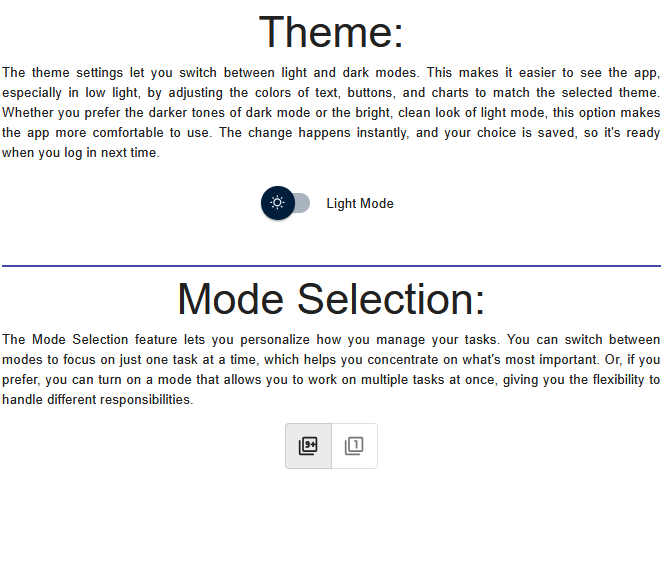 Theme:
The theme settings let you switch between light and dark modes. This makes it easier to see the app,
especially in low light, by adjusting the colors of text, buttons, and charts to match the selected theme.
Whether you prefer the darker tones of dark mode or the bright, clean look of light mode, this option makes
the app more comfortable to use. The change happens instantly, and your choice is saved, so it's ready
when you log in next time.
Light Mode
Mode Selection:
The Mode Selection feature lets you personalize how you manage your tasks. You can switch between
modes to focus on just one task at a time, which helps you concentrate on what's most important. Or, if you
prefer, you can turn on a mode that allows you to work on multiple tasks at once, giving you the flexibility to
handle different responsibilities.
9+ 1